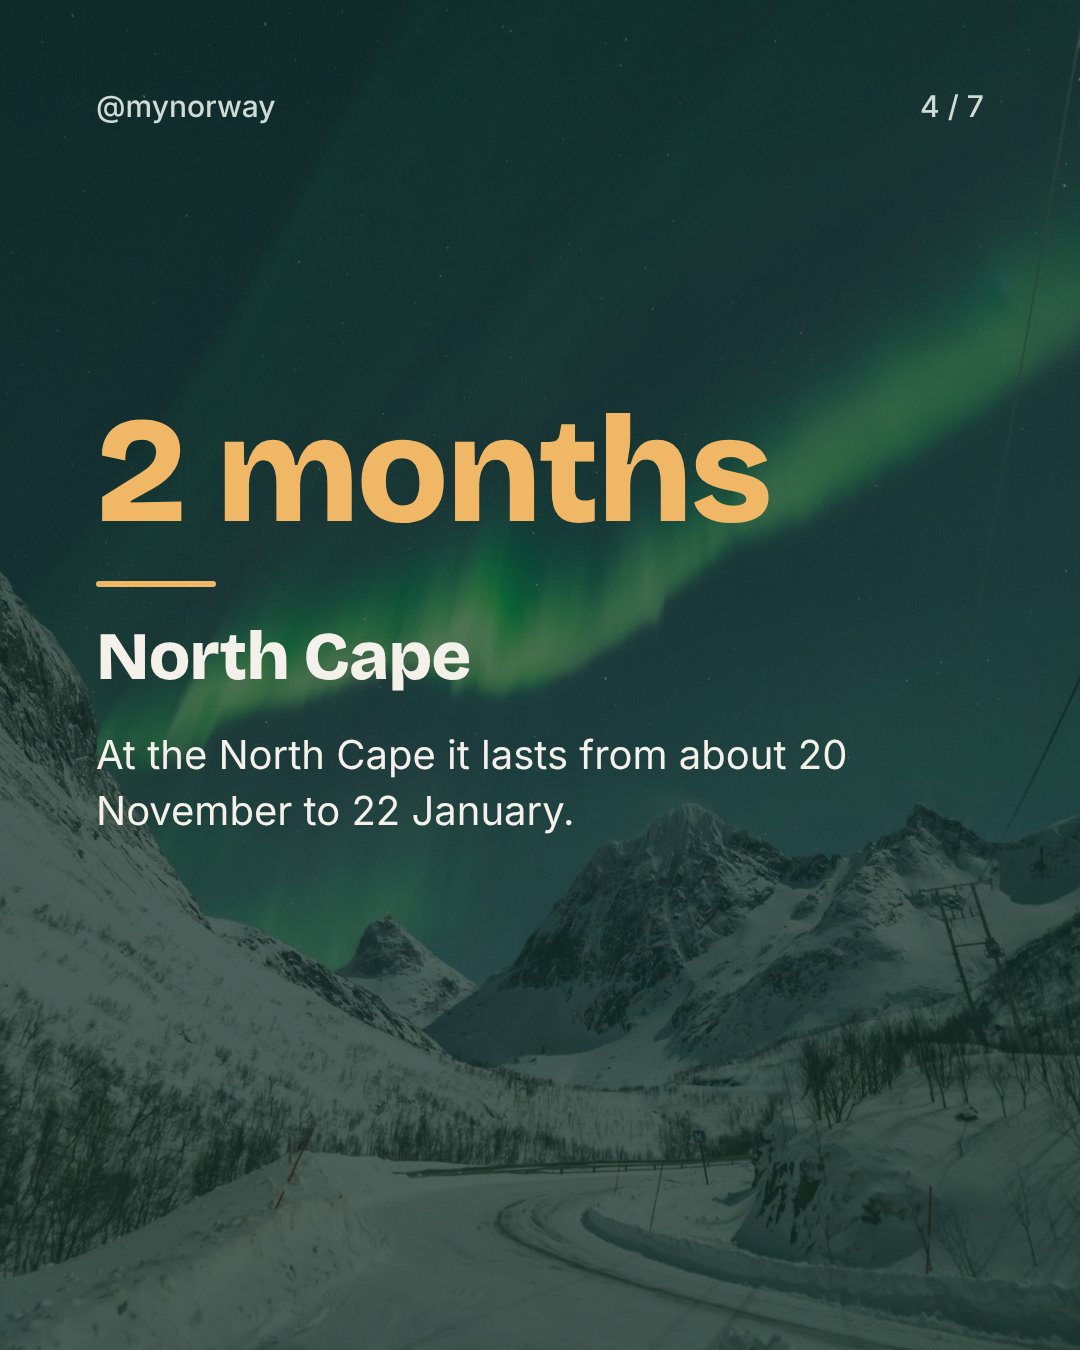 @mynorway
4 / 7
2 months
North Cape
At the North Cape it lasts from about 20
November to 22 January.